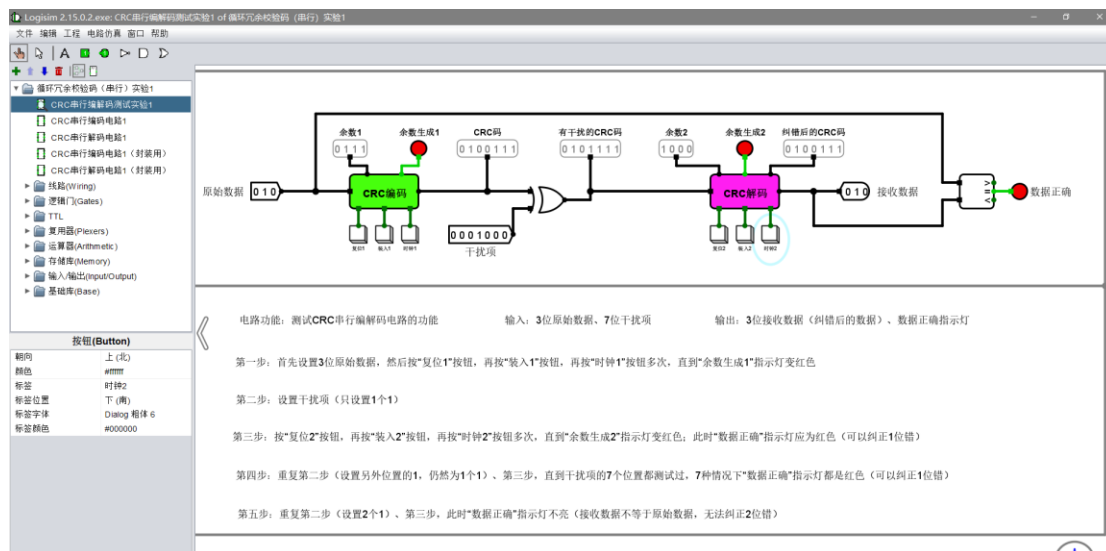 Logisim 2.15.0.2.exe: CRC串行编解码测试实验1 of 循环冗余校验码（串行）实验1
文件 编辑 工程 电路仿真 窗口 帮助
循环冗余校验码（串行）实验1
CRC串行编解码测试实验1
CRC串行编码电路1
CRC串行解码电路1
CRC串行编码电路1（封装用）
CRC串行解码电路1（封装用）
线路(Wiring)
逻辑门(Gates)
TTL
复用器(Plexers)
运算器(Arithmetic)
存储库(Memory)
输入/输出(Input/Output)
基础库(Base)
按钮(Button)
朝向 上 (北)
颜色 #ffffff
标签 时钟2
标签位置 下 (南)
标签字体 Dialog 粗体 6
标签颜色 #000000
余数1 余数生成1 CRC码 有干扰的CRC码 余数2 余数生成2 纠错后的CRC码
0111 0100111 0101111 1000 0100111
原始数据 010 CRC编码 CRC解码 010 接收数据 > = < 数据正确
复位1 输入1 时钟1 0001000 复位2 输入2 时钟2
干扰项
电路功能：测试CRC串行编解码电路的功能 输入：3位原始数据、7位干扰项 输出：3位接收数据（纠错后的数据）、数据正确指示灯
第一步：首先设置3位原始数据，然后按“复位1”按钮，再按“装入1”按钮，再按“时钟1”按钮多次，直到“余数生成1”指示灯变红色
第二步：设置干扰项（只设置1个1）
第三步：按“复位2”按钮，再按“装入2”按钮，再按“时钟2”按钮多次，直到“余数生成2”指示灯变红色；此时“数据正确”指示灯应为红色（可以纠正1位错）
第四步：重复第二步（设置另外位置的1，仍然为1个1）、第三步，直到干扰项的7个位置都测试过，7种情况下“数据正确”指示灯都是红色（可以纠正1位错）
第五步：重复第二步（设置2个1）、第三步，此时“数据正确”指示灯不亮（接收数据不等于原始数据，无法纠正2位错）